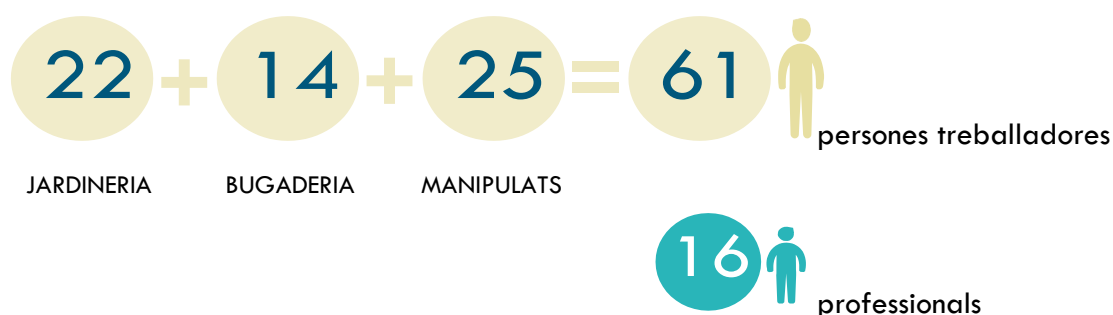 22 + 14 + 25 = 61
persones treballadores
JARDINERIA BUGADERIA MANIPULATS
16
professionals